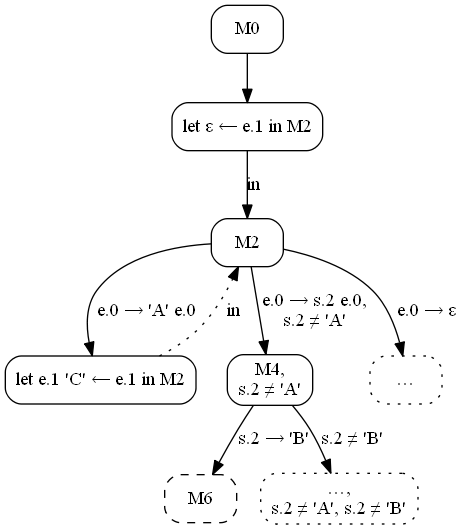 M0
let ε ← e.1 in M2
in
M2
e.0 → 'A' e.0
in
e.0 → s.2 e.0,
s.2 ≠ 'A'
e.0 → ε
let e.1 'C' ← e.1 in M2
M4,
s.2 ≠ 'A'
...
s.2 → 'B'
s.2 ≠ 'B'
M6
...,
s.2 ≠ 'A', s.2 ≠ 'B'